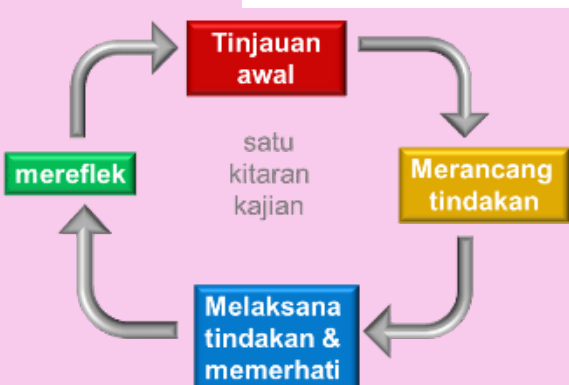 Tinjauan
awal
satu
kitaran
kajian
mereflek
Merancang
tindakan
Melaksana
tindakan &
memerhati